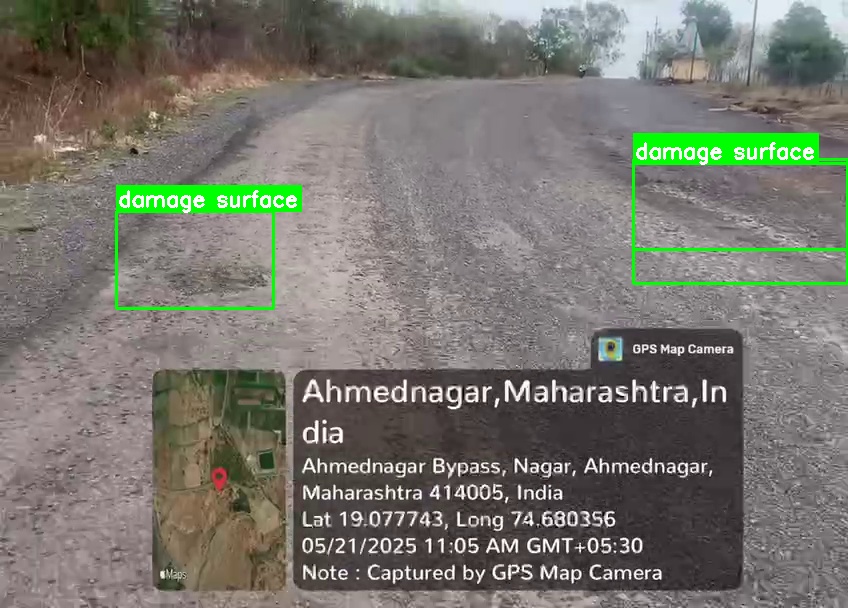 damage surface
damage surface
GPS Map Camera
Ahmednagar,Maharashtra,In
dia
Ahmednagar Bypass, Nagar, Ahmednagar,
Maharashtra 414005, India
Lat 19.077743, Long 74.680356
05/21/2025 11:05 AM GMT+05:30
Note : Captured by GPS Map Camera
Maps